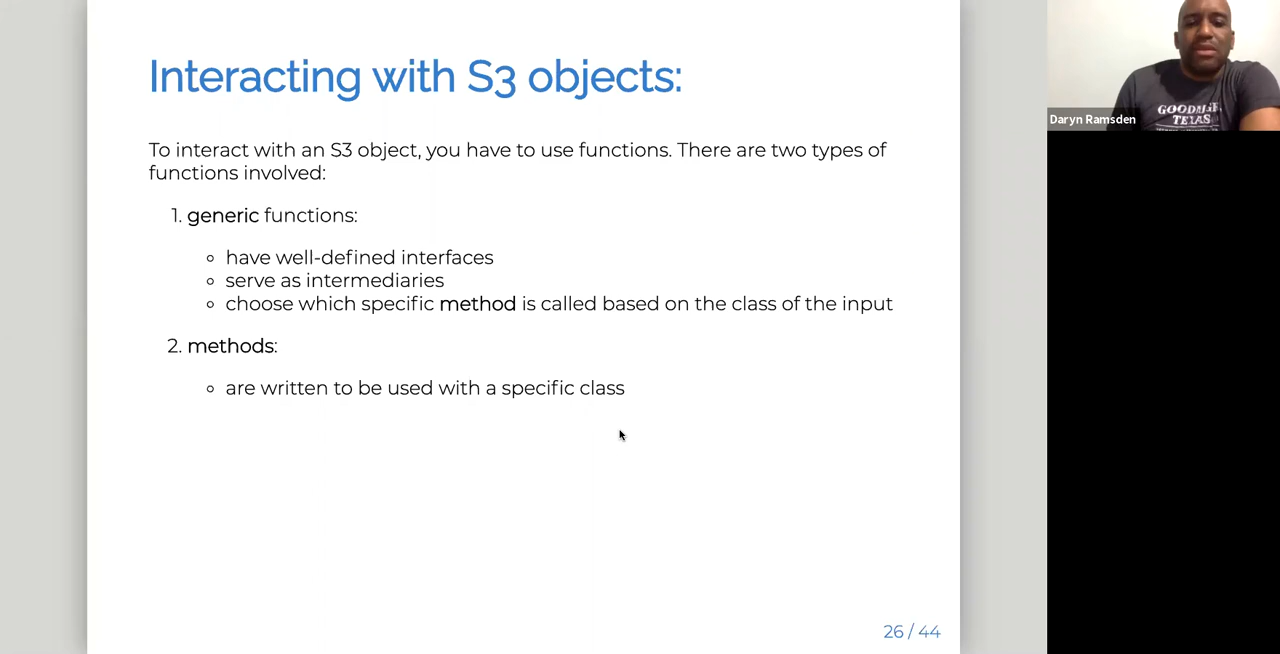 Interacting with S3 objects:
To interact with an S3 object, you have to use functions. There are two types of
functions involved:
1. generic functions:
have well-defined interfaces
serve as intermediaries
choose which specific method is called based on the class of the input
2. methods:
are written to be used with a specific class
26 / 44
Daryn Ramsden
TEXAS